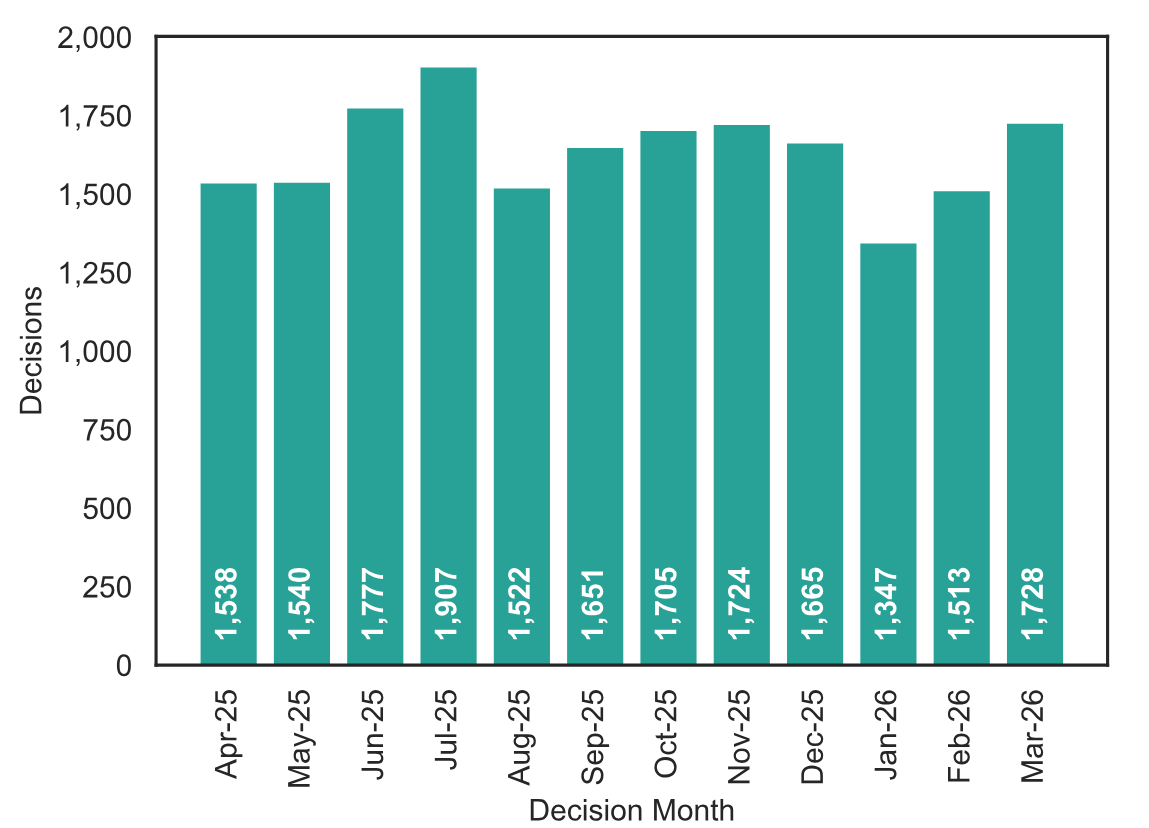 2,000
1,750
1,500
1,250
1,000
750
500
250
0
Decisions
1,538
1,540
1,777
1,907
1,522
1,651
1,705
1,724
1,665
1,347
1,513
1,728
Apr-25
May-25
Jun-25
Jul-25
Aug-25
Sep-25
Oct-25
Nov-25
Dec-25
Jan-26
Feb-26
Mar-26
Decision Month